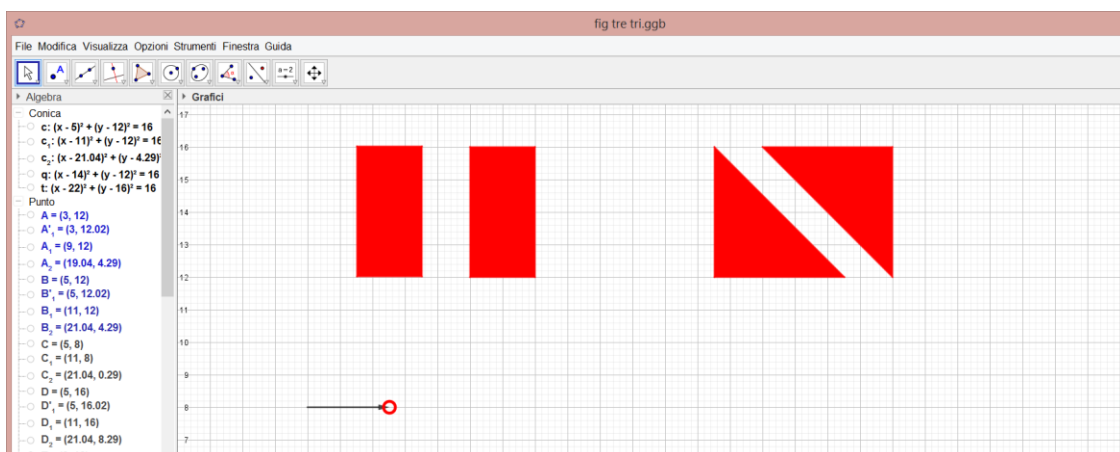 fig tre tri.ggb
File Modifica Visualizza Opzioni Strumenti Finestra Guida
A
α
a=2
Algebra
Grafici
Conica
c: (x - 5)² + (y - 12)² = 16
c₁: (x - 11)² + (y - 12)² = 16
c₂: (x - 21.04)² + (y - 4.29)²
q: (x - 14)² + (y - 12)² = 16
t: (x - 22)² + (y - 16)² = 16
Punto
A = (3, 12)
A'₁ = (3, 12.02)
A₁ = (9, 12)
A₂ = (19.04, 4.29)
B = (5, 12)
B'₁ = (5, 12.02)
B₁ = (11, 12)
B₂ = (21.04, 4.29)
C = (5, 8)
C₁ = (11, 8)
C₂ = (21.04, 0.29)
D = (5, 16)
D'₁ = (5, 16.02)
D₁ = (11, 16)
D₂ = (21.04, 8.29)
17
16
15
14
13
12
11
10
9
8
7